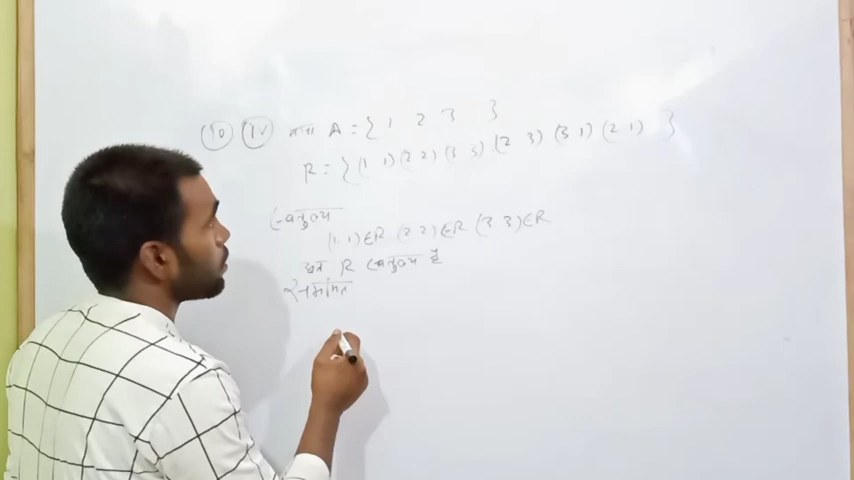 (10) (iv) माना A = { 1 2 3 }
R = { (1 1) (2 2) (3 3) (2 3) (3 1) (2 1) }
स्वतुल्य
(1 1) ∈ R (2 2) ∈ R (3 3) ∈ R
अतः R स्वतुल्य है
सममित